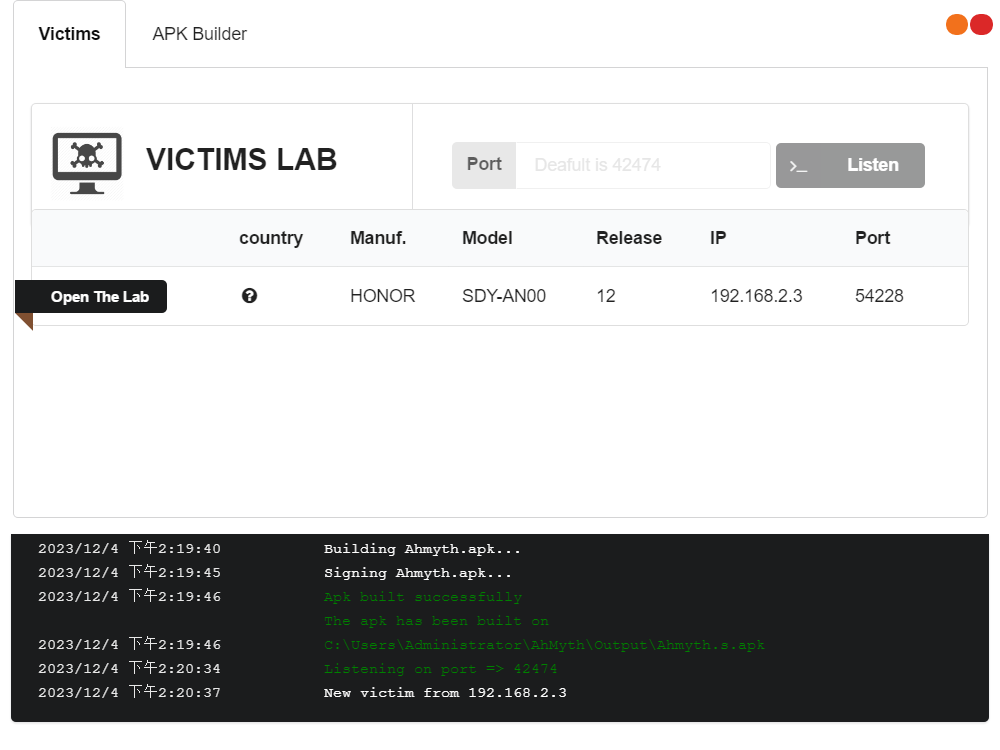 Victims APK Builder
VICTIMS LAB
Port Deafult is 42474 >_ Listen
country Manuf. Model Release IP Port
Open The Lab ? HONOR SDY-AN00 12 192.168.2.3 54228
2023/12/4 下午2:19:40 Building Ahmyth.apk...
2023/12/4 下午2:19:45 Signing Ahmyth.apk...
2023/12/4 下午2:19:46 Apk built successfully
The apk has been built on
2023/12/4 下午2:19:46 C:\Users\Administrator\AhMyth\Output\Ahmyth.s.apk
2023/12/4 下午2:20:34 Listening on port => 42474
2023/12/4 下午2:20:37 New victim from 192.168.2.3